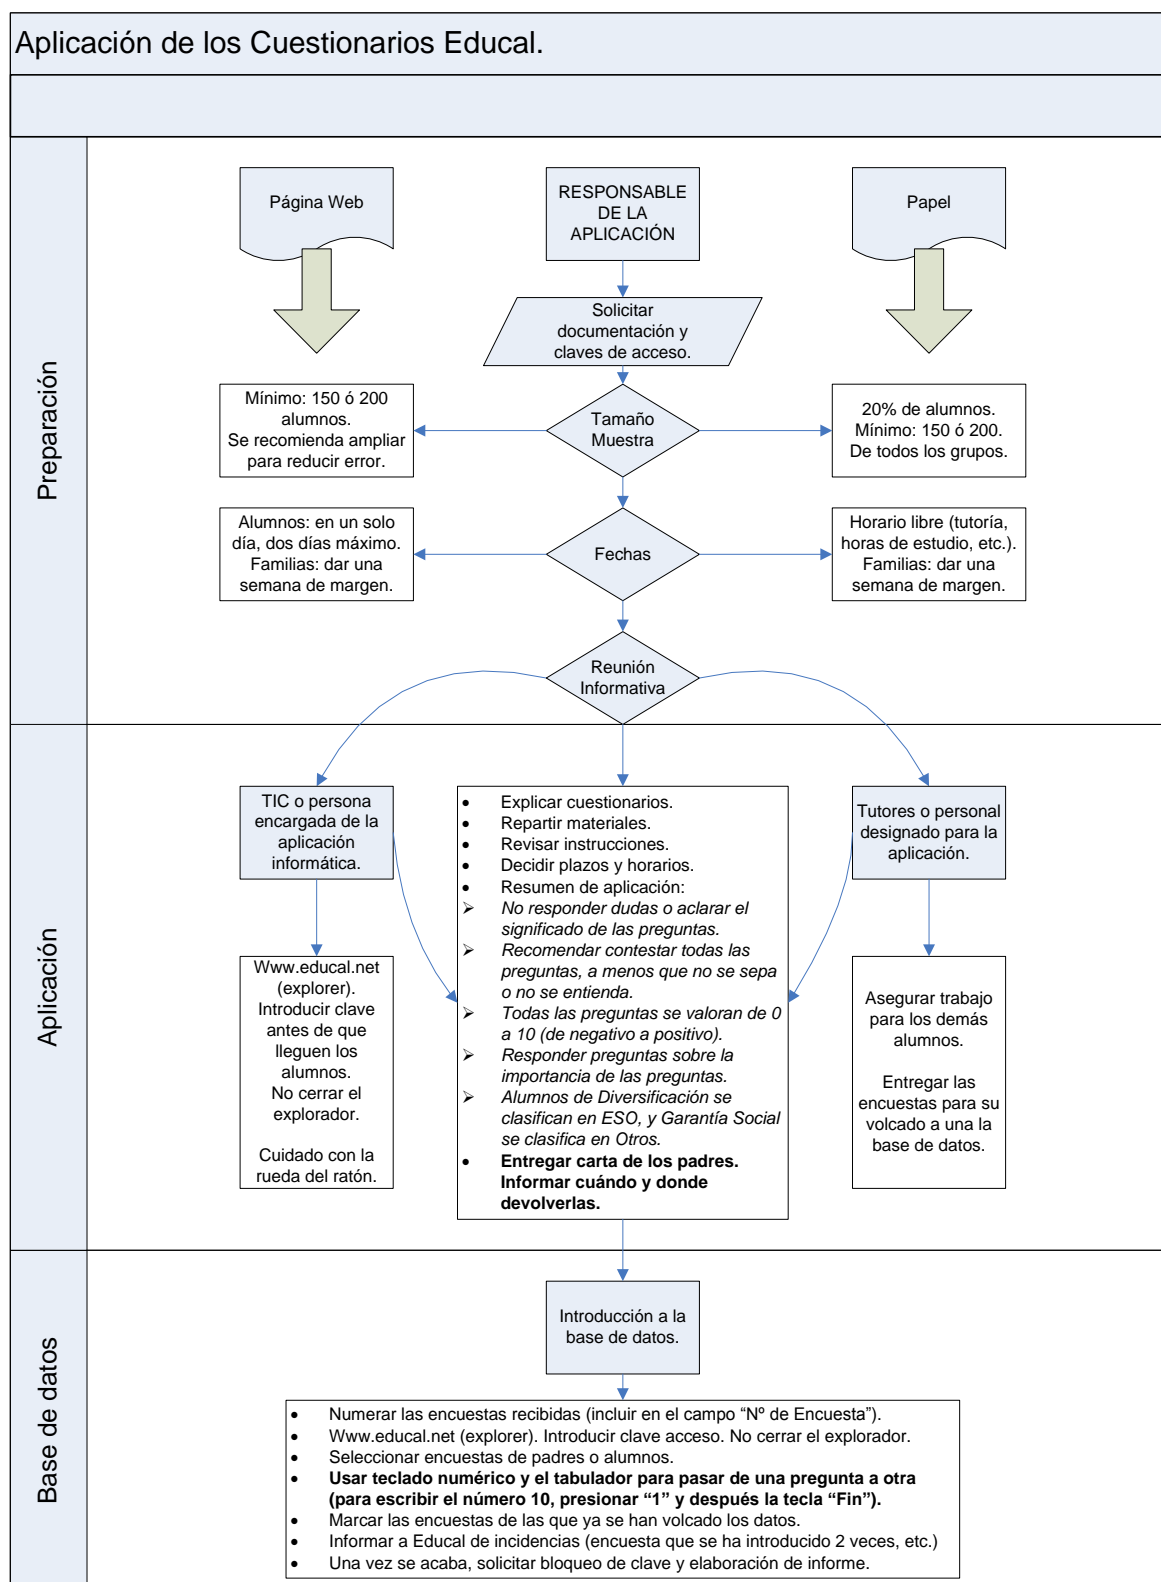 Aplicación de los Cuestionarios Educal.
Preparación
Página Web
RESPONSABLE
DE LA
APLICACIÓN
Papel
Solicitar
documentación y
claves de acceso.
Mínimo: 150 ó 200
alumnos.
Se recomienda ampliar
para reducir error.
Tamaño
Muestra
20% de alumnos.
Mínimo: 150 ó 200.
De todos los grupos.
Alumnos: en un solo
día, dos días máximo.
Familias: dar una
semana de margen.
Fechas
Horario libre (tutoría,
horas de estudio, etc.).
Familias: dar una
semana de margen.
Reunión
Informativa
Aplicación
TIC o persona
encargada de la
aplicación
informática.
• Explicar cuestionarios.
• Repartir materiales.
• Revisar instrucciones.
• Decidir plazos y horarios.
• Resumen de aplicación:
➢ No responder dudas o aclarar el
significado de las preguntas.
➢ Recomendar contestar todas las
preguntas, a menos que no se sepa
o no se entienda.
➢ Todas las preguntas se valoran de 0
a 10 (de negativo a positivo).
➢ Responder preguntas sobre la
importancia de las preguntas.
➢ Alumnos de Diversificación se
clasifican en ESO, y Garantía Social
se clasifica en Otros.
• Entregar carta de los padres.
Informar cuándo y donde
devolverlas.
Tutores o personal
designado para la
aplicación.
Www.educal.net
(explorer).
Introducir clave
antes de que
lleguen los
alumnos.
No cerrar el
explorador.
Cuidado con la
rueda del ratón.
Asegurar trabajo
para los demás
alumnos.
Entregar las
encuestas para su
volcado a una la
base de datos.
Base de datos
Introducción a la
base de datos.
• Numerar las encuestas recibidas (incluir en el campo “Nº de Encuesta”).
• Www.educal.net (explorer). Introducir clave acceso. No cerrar el explorador.
• Seleccionar encuestas de padres o alumnos.
• Usar teclado numérico y el tabulador para pasar de una pregunta a otra
(para escribir el número 10, presionar “1” y después la tecla “Fin”).
• Marcar las encuestas de las que ya se han volcado los datos.
• Informar a Educal de incidencias (encuesta que se ha introducido 2 veces, etc.)
• Una vez se acaba, solicitar bloqueo de clave y elaboración de informe.